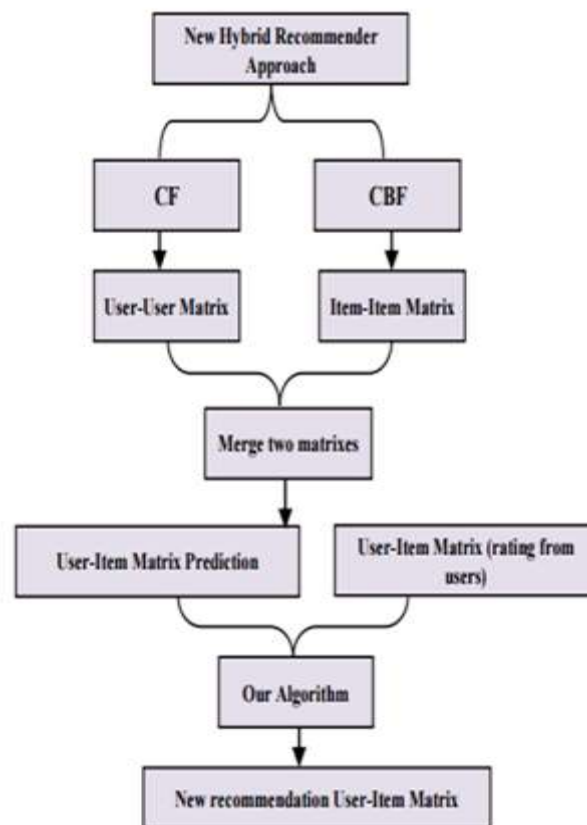 New Hybrid Recommender
Approach
CF
CBF
User-User Matrix
Item-Item Matrix
Merge two matrixes
User-Item Matrix Prediction
User-Item Matrix (rating from
users)
Our Algorithm
New recommendation User-Item Matrix